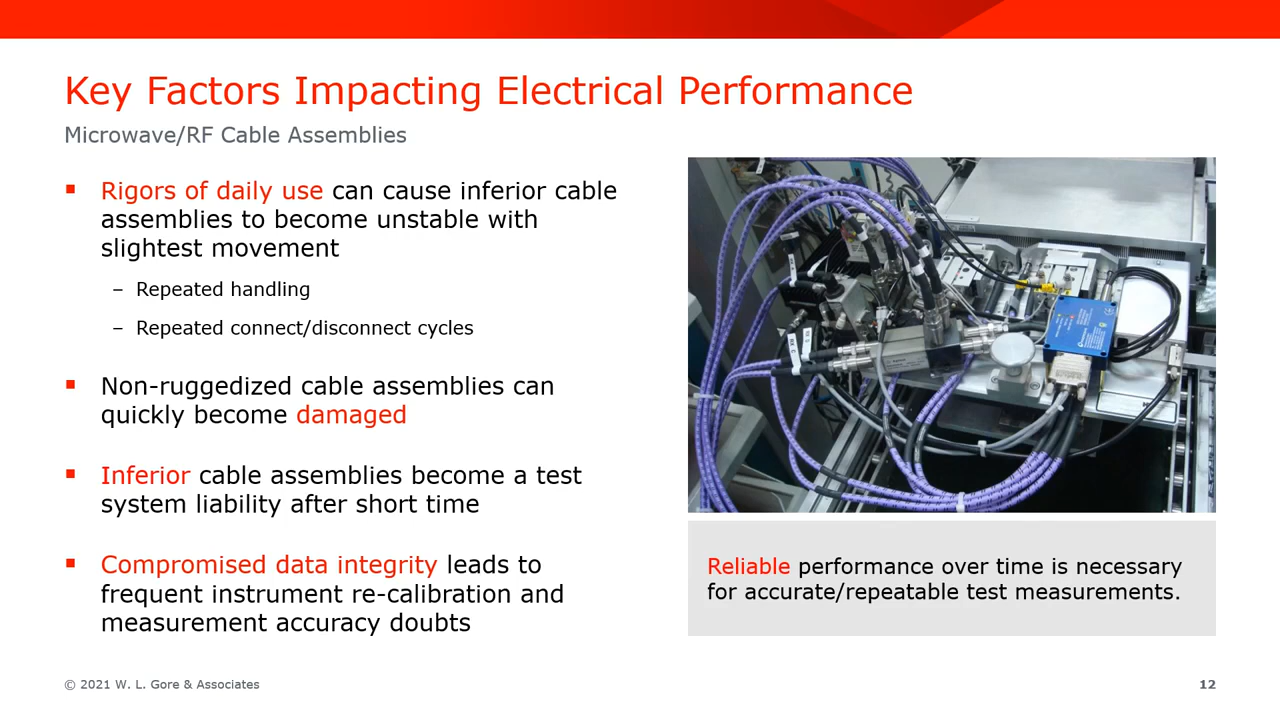 Key Factors Impacting Electrical Performance
Microwave/RF Cable Assemblies
▪ Rigors of daily use can cause inferior cable
assemblies to become unstable with
slightest movement
– Repeated handling
– Repeated connect/disconnect cycles
▪ Non-ruggedized cable assemblies can
quickly become damaged
▪ Inferior cable assemblies become a test
system liability after short time
▪ Compromised data integrity leads to
frequent instrument re-calibration and
measurement accuracy doubts
Reliable performance over time is necessary
for accurate/repeatable test measurements.
© 2021 W. L. Gore & Associates
12